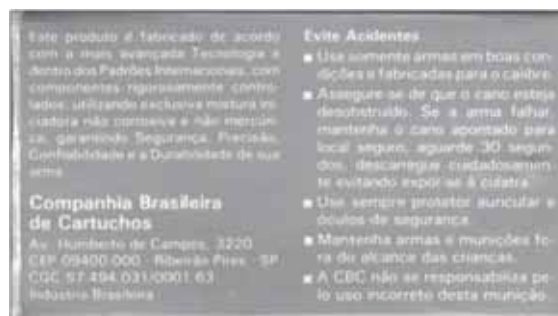 Este produto é fabricado de acordo
com a mais avançada Tecnologia e
dentro dos Padrões Internacionais, com
componentes rigorosamente contro-
lados, utilizando exclusiva mistura ini-
ciadora não corrosiva e não mercúri-
ca, garantindo Segurança, Precisão,
Confiabilidade e a Durabilidade de sua
arma.
Companhia Brasileira
de Cartuchos
Av. Humberto de Campos, 3220
CEP 09400.000 - Ribeirão Pires - SP
CGC 57.494.031/0001.63
Indústria Brasileira
Evite Acidentes
■ Use somente armas em boas con-
dições e fabricadas para o calibre.
■ Assegure-se de que o cano esteja
desobstruído. Se a arma falhar
mantenha o cano apontado para
local seguro, aguarde 30 segun-
dos, descarregue cuidadosamen-
te evitando expor-se à culatra.
■ Use sempre protetor auricular e
óculos de segurança.
■ Mantenha armas e munições fo-
ra do alcance das crianças.
■ A CBC não se responsabiliza pe-
lo uso incorreto desta munição.